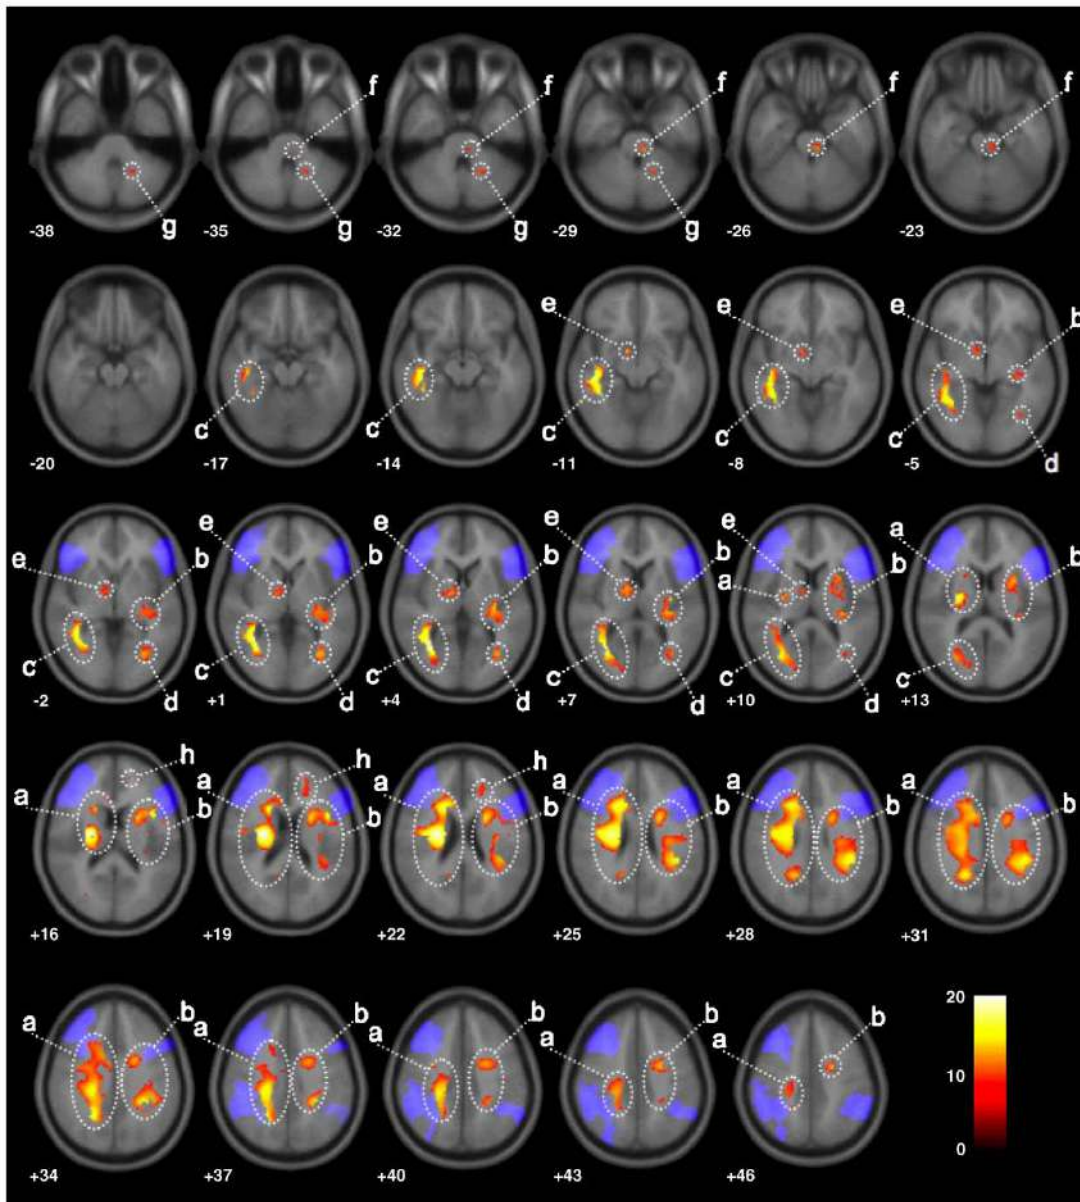 f f f f f
-38 g -35 g -32 g -29 g -26 -23
e e e b
c c c c c d
-20 -17 -14 -11 -8 -5
e e b e b e b e b a a b b
c c c c c c
-2 d +1 d +4 d +7 d +10 d +13
h h h
a b a b a b a b a b a b
+16 +19 +22 +25 +28 +31
a b a b a b a b b
20
10
0
+34 +37 +40 +43 +46